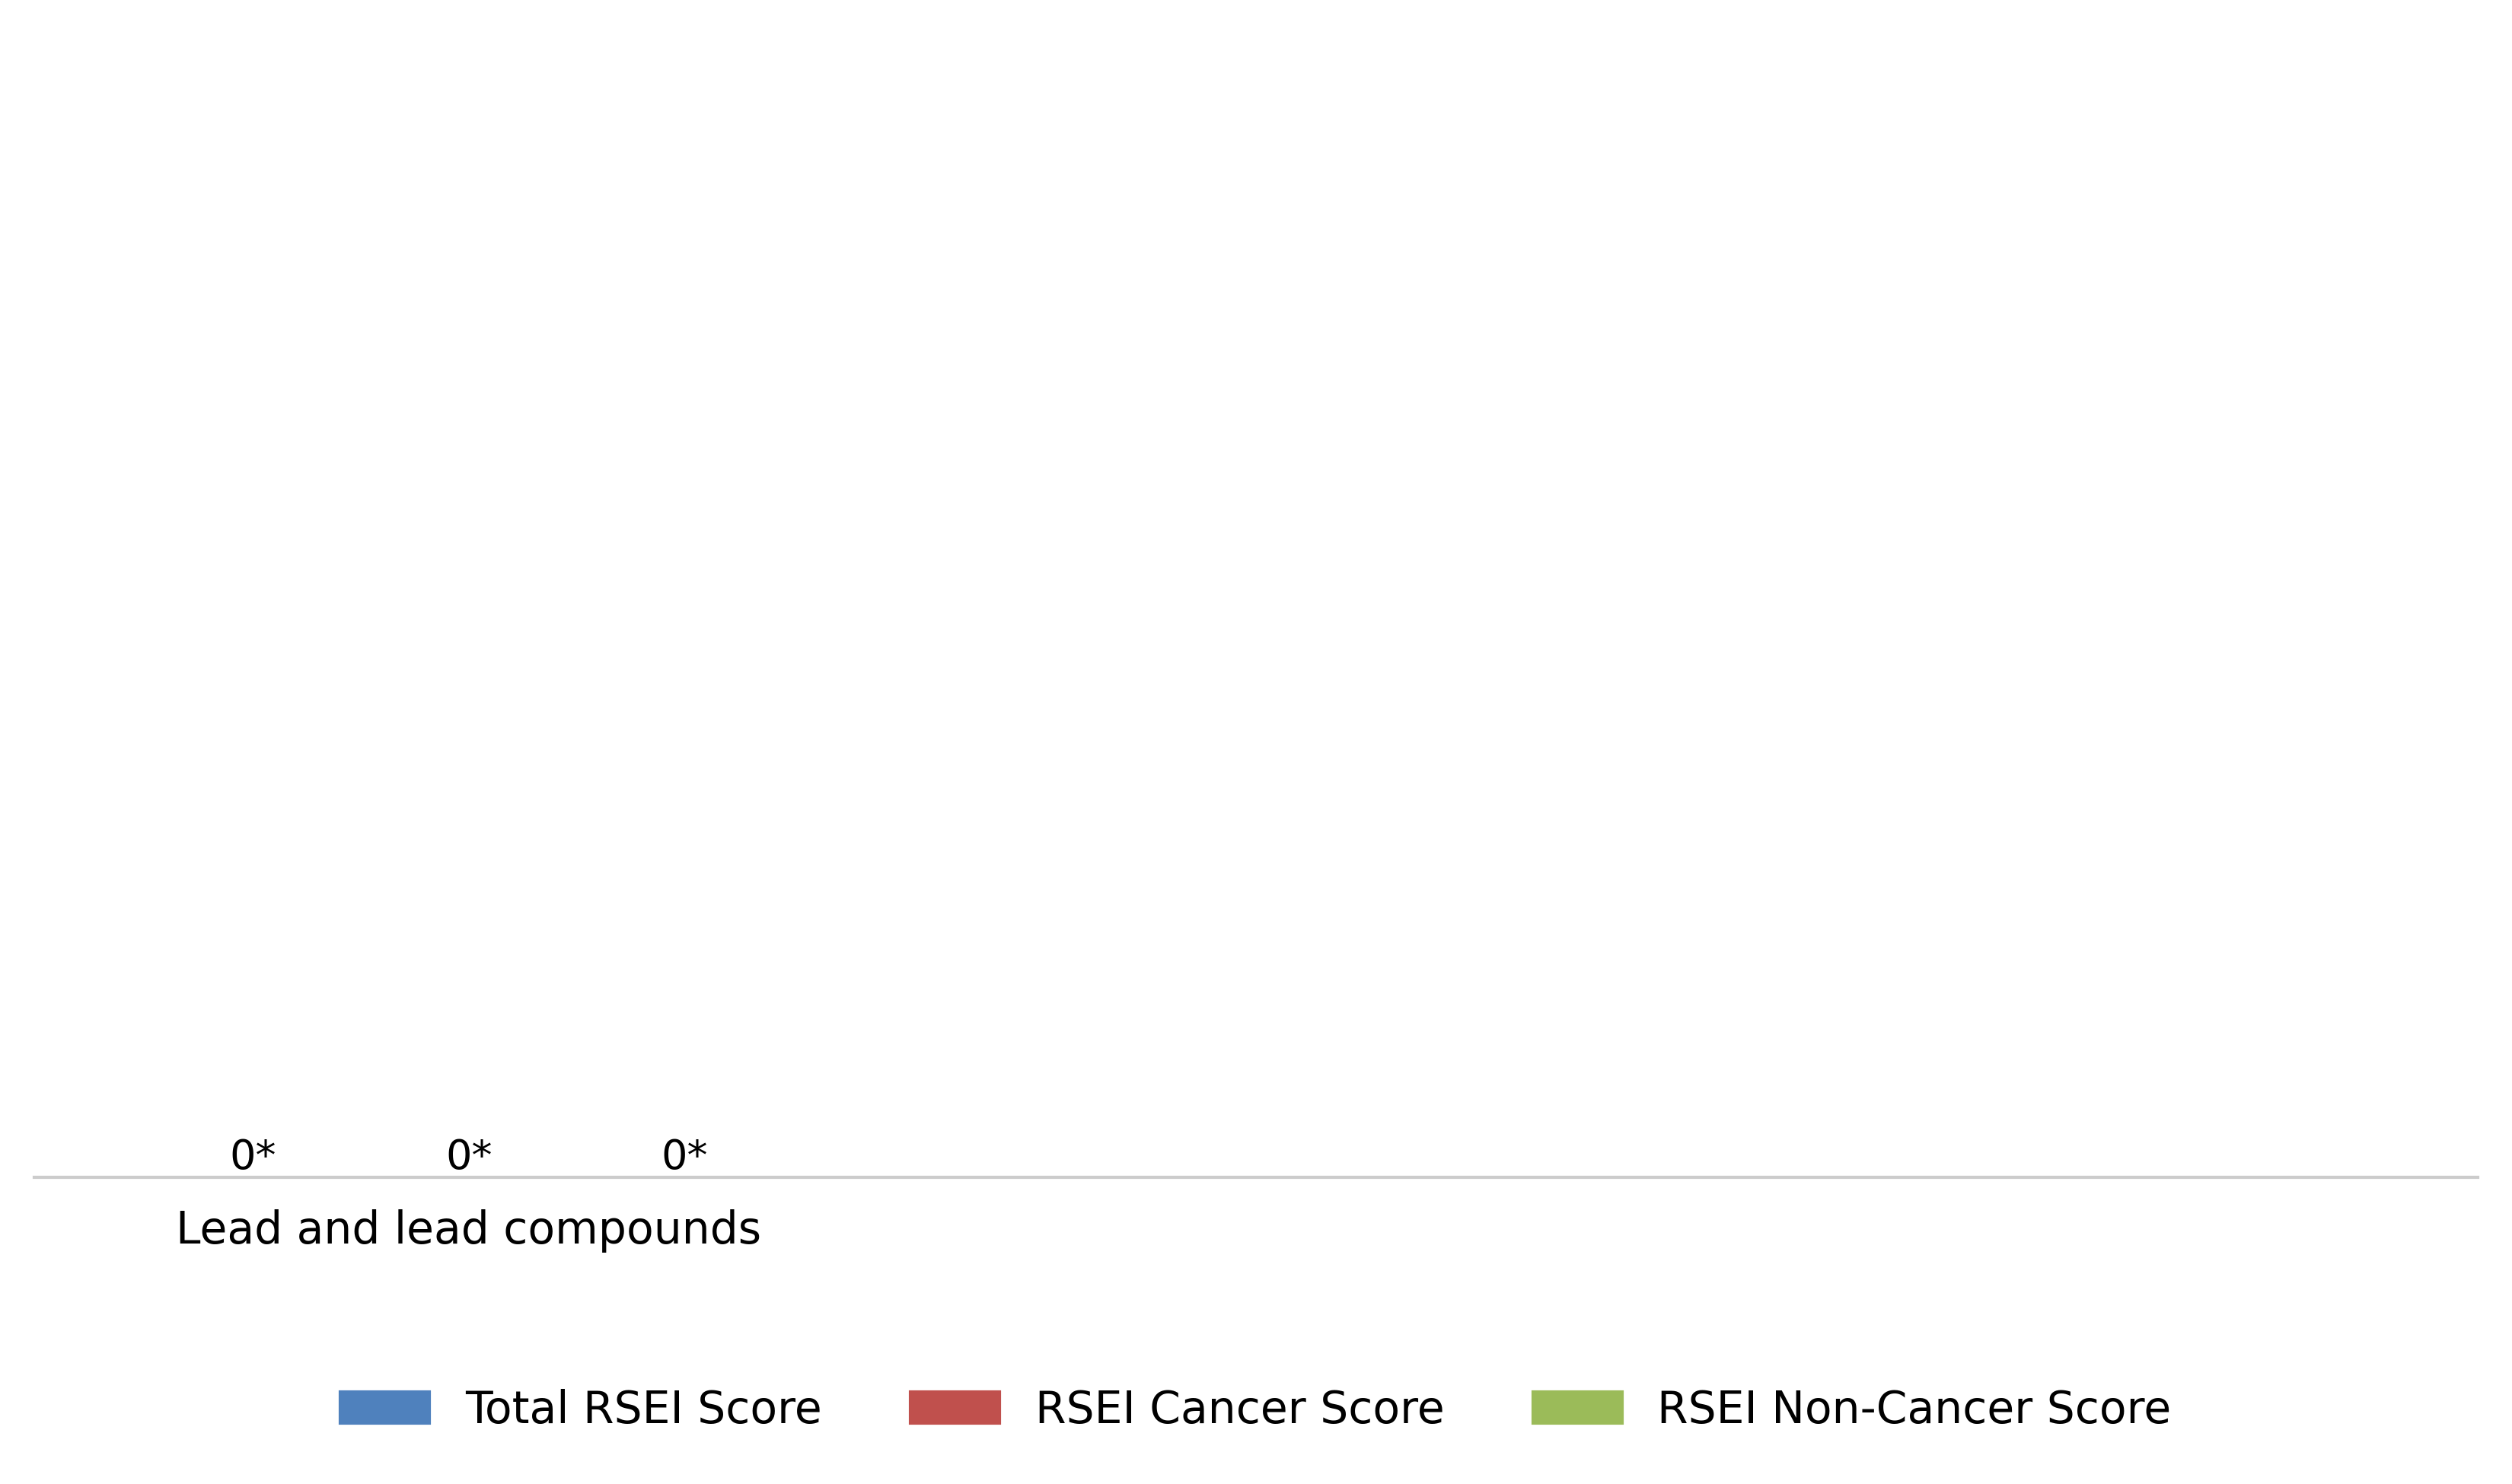 0* 0* 0*
Lead and lead compounds
Total RSEI Score RSEI Cancer Score RSEI Non-Cancer Score